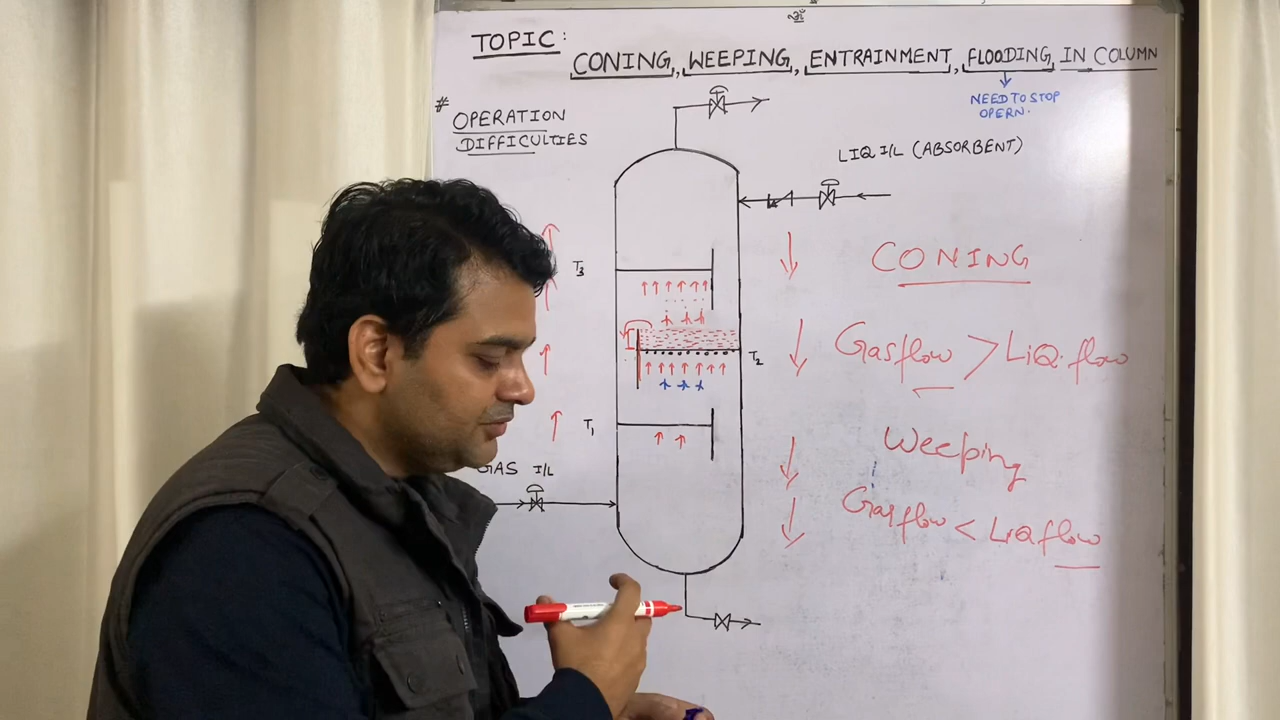 ॐ
TOPIC:
CONING, WEEPING, ENTRAINMENT, FLOODING, IN COLUMN
NEED TO STOP
OPERN.
# OPERATION
DIFFICULTIES
LIQ I/L (ABSORBENT)
CONING
T3
Gasflow > LIQ.flow
T2
T1
Weeping
GAS I/L
Gasflow < LIQflow